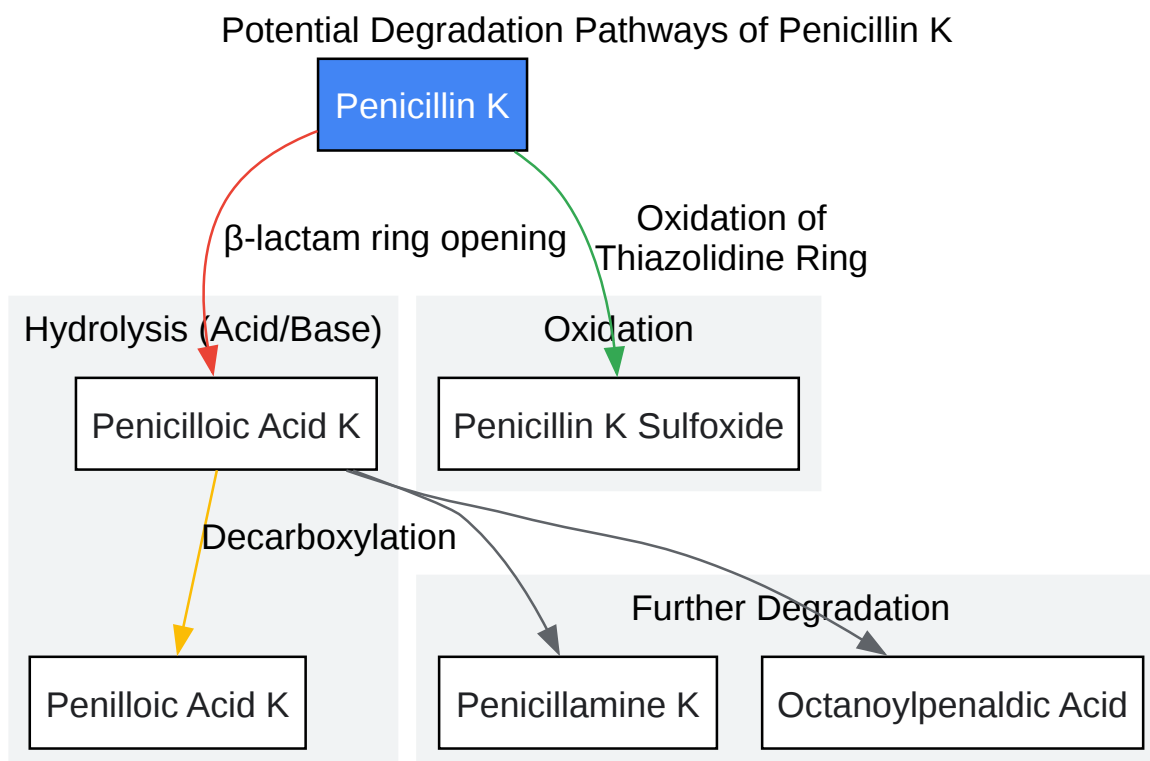 Potential Degradation Pathways of Penicillin K
Penicillin K
β-lactam ring opening
Oxidation of
Thiazolidine Ring
Hydrolysis (Acid/Base)
Oxidation
Penicilloic Acid K
Penicillin K Sulfoxide
Decarboxylation
Further Degradation
Penilloic Acid K
Penicillamine K
Octanoylpenaldic Acid